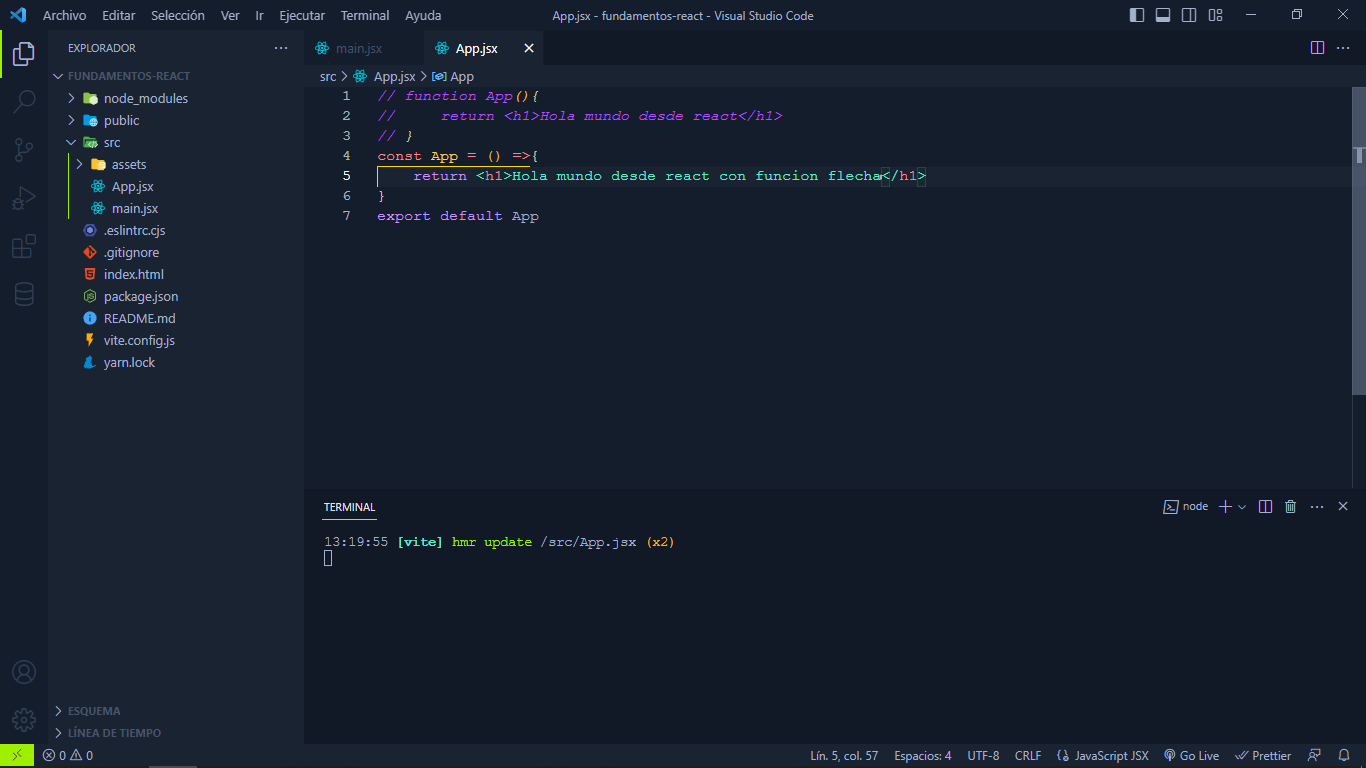 Archivo Editar Selección Ver Ir Ejecutar Terminal Ayuda App.jsx - fundamentos-react - Visual Studio Code
EXPLORADOR
FUNDAMENTOS-REACT
node_modules
public
src
assets
App.jsx
main.jsx
.eslintrc.cjs
.gitignore
index.html
package.json
README.md
vite.config.js
yarn.lock
ESQUEMA
LÍNEA DE TIEMPO
main.jsx App.jsx
src > App.jsx > App
1 // function App(){
2 //     return <h1>Hola mundo desde react</h1>
3 // }
4 const App = () =>{
5     return <h1>Hola mundo desde react con funcion flecha</h1>
6 }
7 export default App
TERMINAL
node
13:19:55 [vite] hmr update /src/App.jsx (x2)
0 0 Lín. 5, col. 57 Espacios: 4 UTF-8 CRLF JavaScript JSX Go Live Prettier